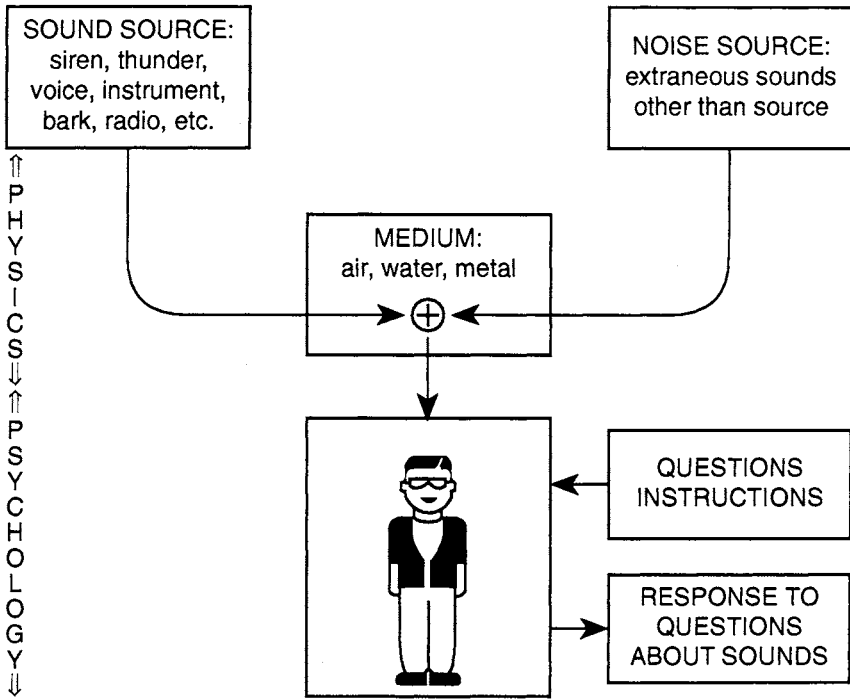 SOUND SOURCE:
siren, thunder,
voice, instrument,
bark, radio, etc.
NOISE SOURCE:
extraneous sounds
other than source
MEDIUM:
air, water, metal
⇑PHYSICS⇓
⇑PSYCHOLOGY⇓
QUESTIONS
INSTRUCTIONS
RESPONSE TO
QUESTIONS
ABOUT SOUNDS